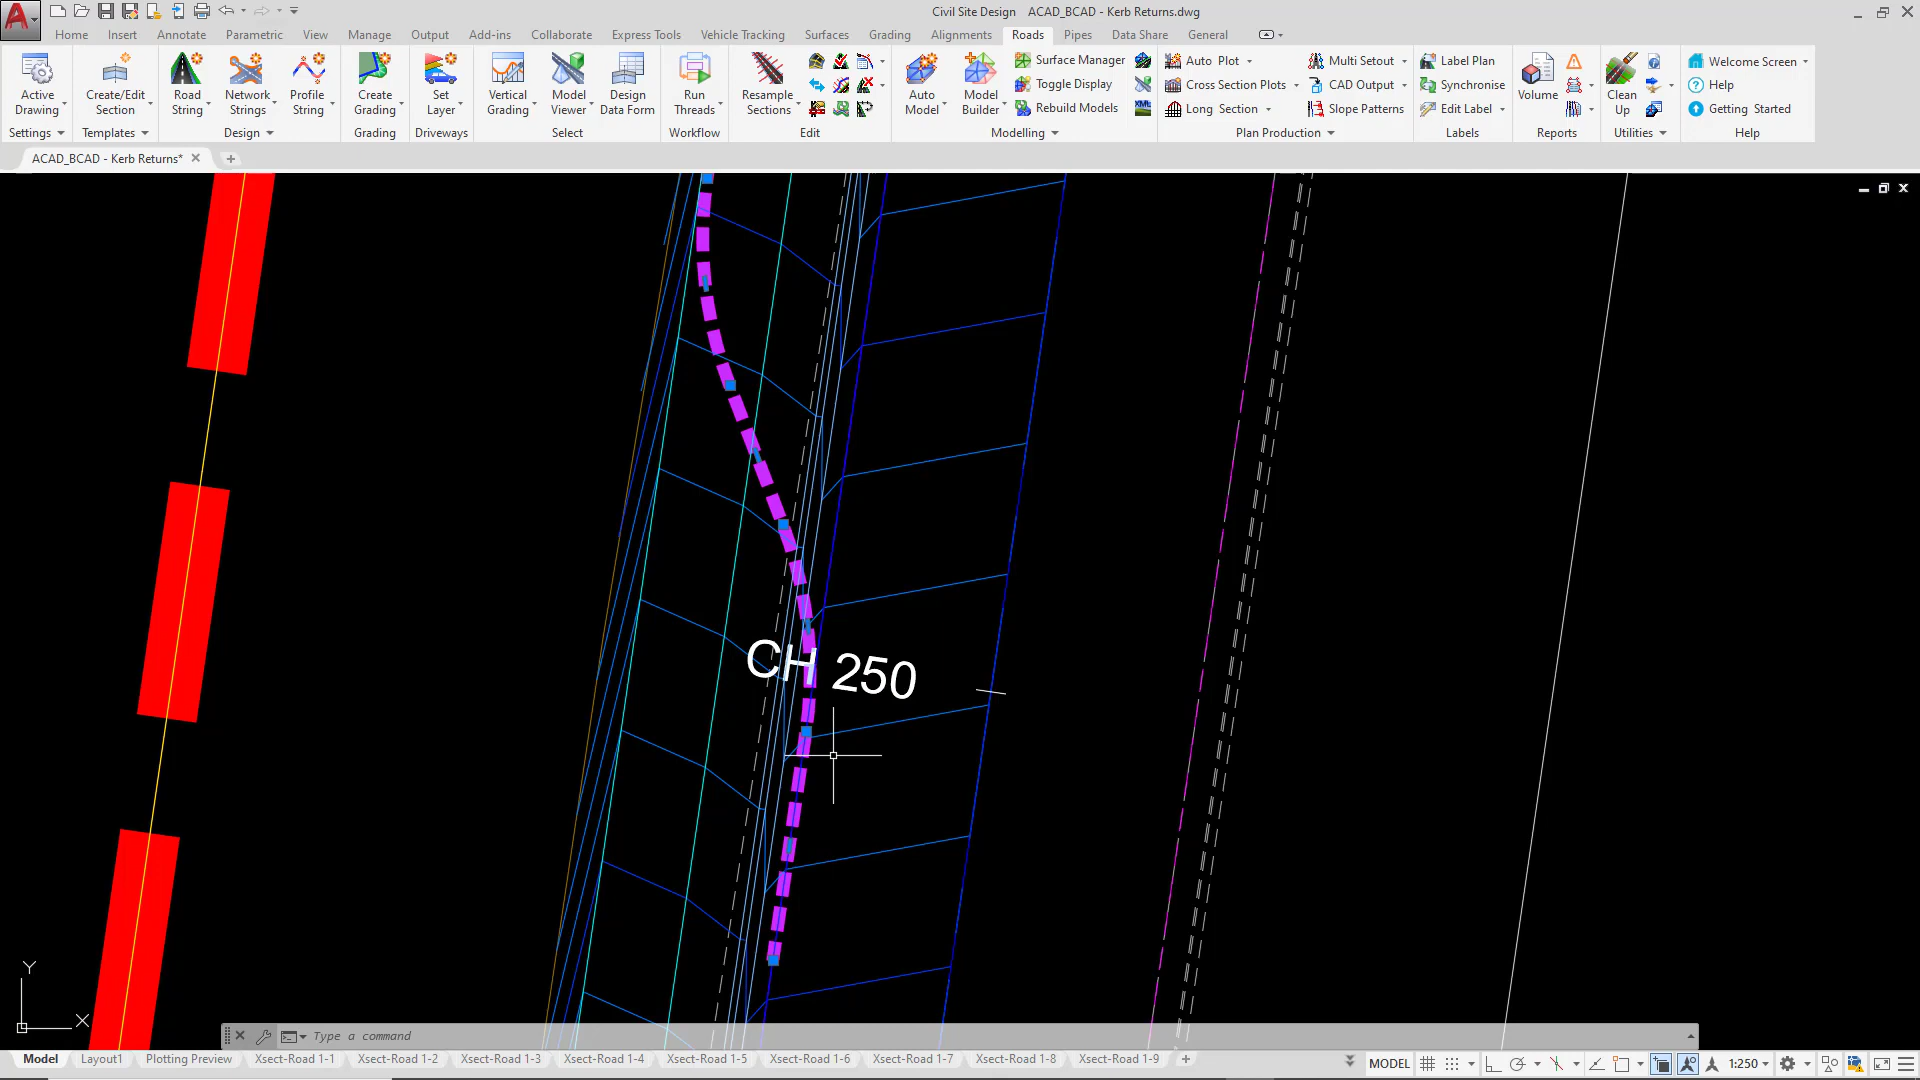 Civil Site Design ACAD_BCAD - Kerb Returns.dwg
Home Insert Annotate Parametric View Manage Output Add-ins Collaborate Express Tools Vehicle Tracking Surfaces Grading Alignments Roads Pipes Data Share General
Active Drawing
Settings
Create/Edit Section
Templates
Road String
Network Strings
Profile String
Design
Create Grading
Grading
Set Layer
Driveways
Vertical Grading
Model Viewer
Design Data Form
Select
Run Threads
Workflow
Resample Sections
Edit
Auto Model
Model Builder
Surface Manager
Toggle Display
Rebuild Models
XML
Modelling
Auto Plot
Cross Section Plots
Long Section
Multi Setout
CAD Output
Slope Patterns
Plan Production
Label Plan
Synchronise
Edit Label
Labels
Volume
Reports
Clean Up
Utilities
Welcome Screen
Help
Getting Started
Help
ACAD_BCAD - Kerb Returns*
CH 250
Y
X
Type a command
Model Layout1 Plotting Preview Xsect-Road 1-1 Xsect-Road 1-2 Xsect-Road 1-3 Xsect-Road 1-4 Xsect-Road 1-5 Xsect-Road 1-6 Xsect-Road 1-7 Xsect-Road 1-8 Xsect-Road 1-9
MODEL 1:250